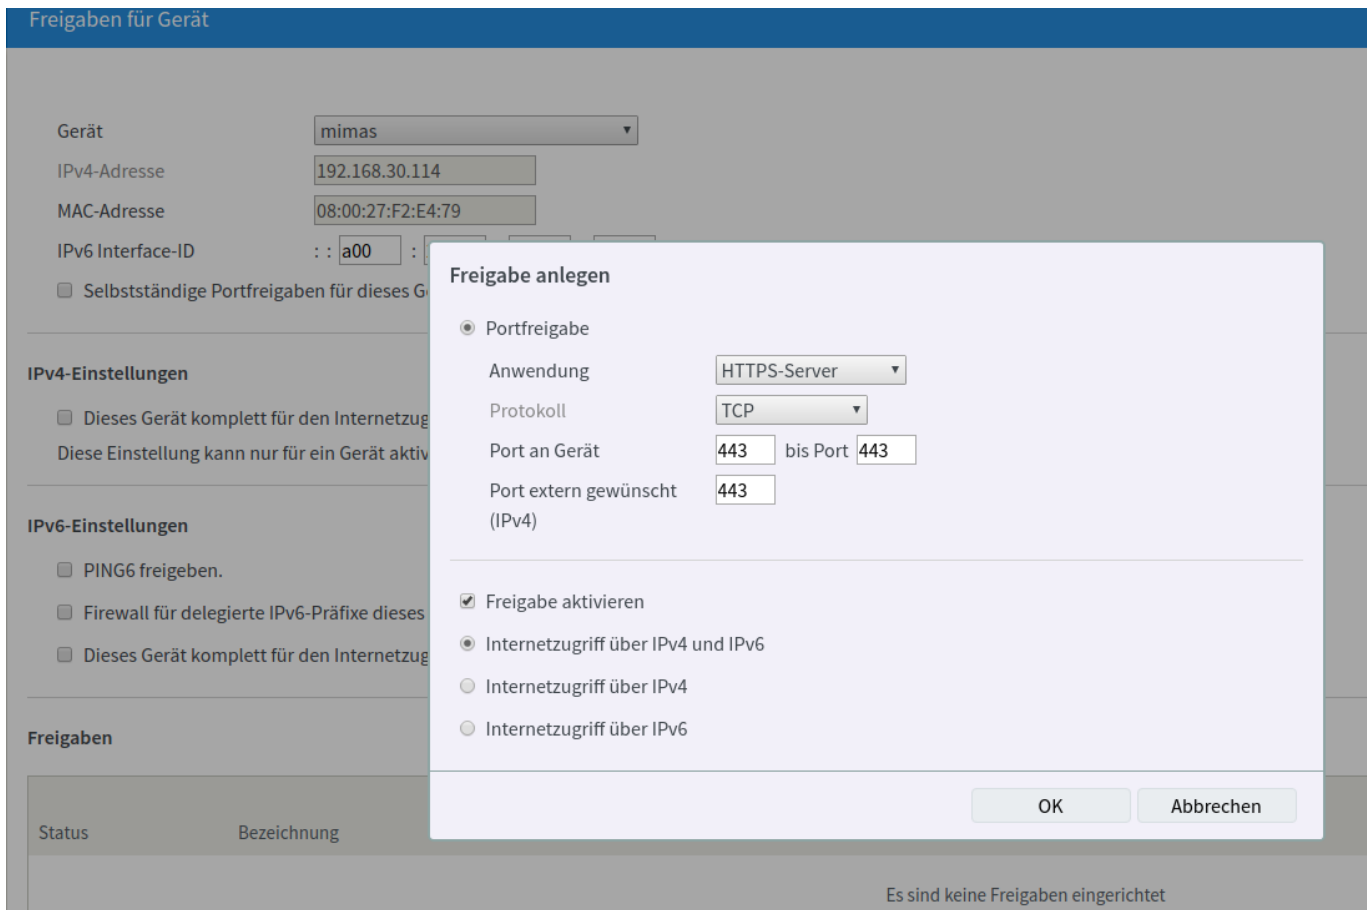 Freigaben für Gerät
Gerät mimas
IPv4-Adresse 192.168.30.114
MAC-Adresse 08:00:27:F2:E4:79
IPv6 Interface-ID : : a00 :
Selbstständige Portfreigaben für dieses
IPv4-Einstellungen
Dieses Gerät komplett für den
Diese Einstellung kann nur für ein Gerät
IPv6-Einstellungen
PING6 freigeben.
Firewall für delegierte IPv6-Präfixe dieses
Dieses Gerät komplett für den
Freigaben
Status Bezeichnung
Es sind keine Freigaben eingerichtet
Freigabe anlegen
Portfreigabe
Anwendung HTTPS-Server
Protokoll TCP
Port an Gerät 443 bis Port 443
Port extern gewünscht 443
(IPv4)
Freigabe aktivieren
Internetzugriff über IPv4 und IPv6
Internetzugriff über IPv4
Internetzugriff über IPv6
OK Abbrechen